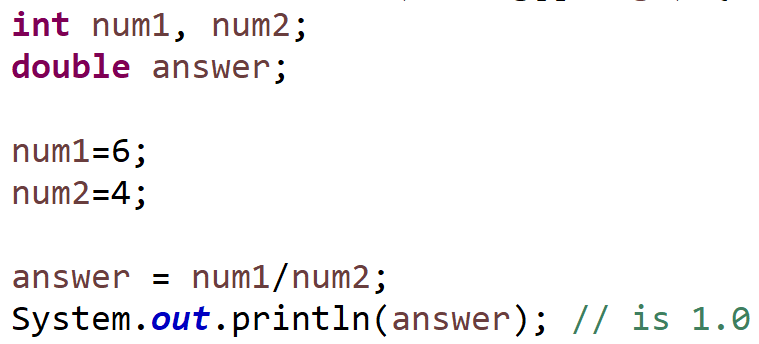 int num1, num2;
double answer;
num1=6;
num2=4;
answer = num1/num2;
System.out.println(answer); // is 1.0